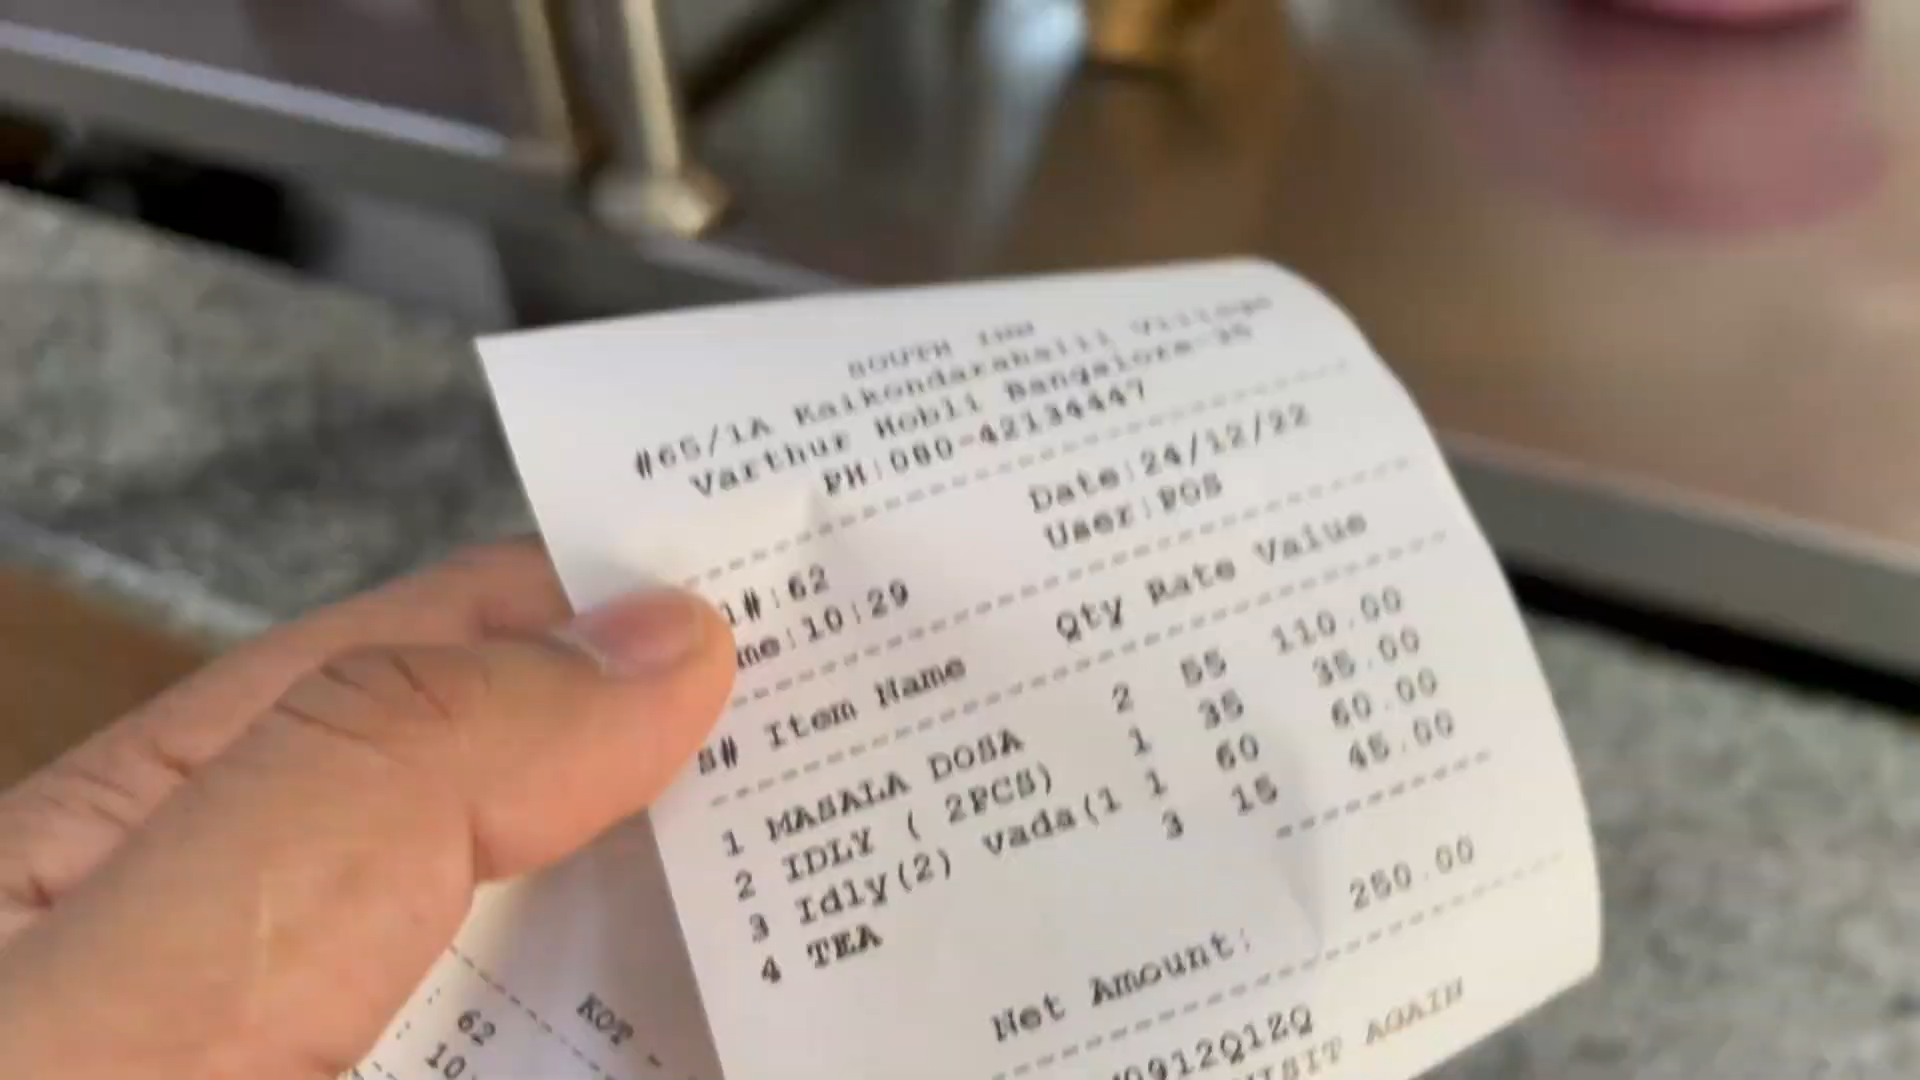 SOUTH INN
#65/1A Kaikondarahalli Village
Varthur Hobli Bangalore-35
PH:080-42134447
l#:62 Date:24/12/22
me:10:29 User:POS
S# Item Name Qty Rate Value
1 MASALA DOSA 2 55 110.00
2 IDLY ( 2PCS) 1 35 35.00
3 Idly(2) vada(1 1 60 60.00
4 TEA 3 15 45.00
Net Amount: 250.00
0912Q1ZQ
VISIT AGAIN
KOT -
: 62
: 10